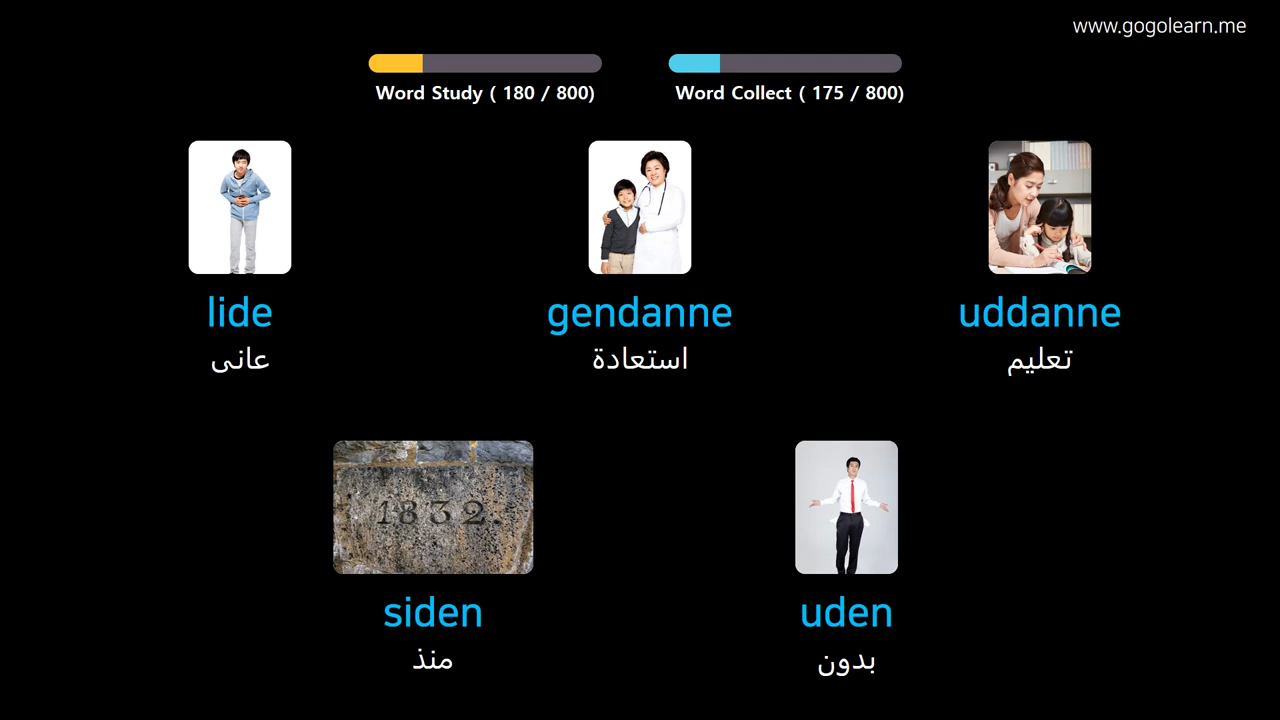 www.gogolearn.me
Word Study ( 180 / 800)
Word Collect ( 175 / 800)
lide
عانى
gendanne
استعادة
uddanne
تعليم
1832.
siden
منذ
uden
بدون